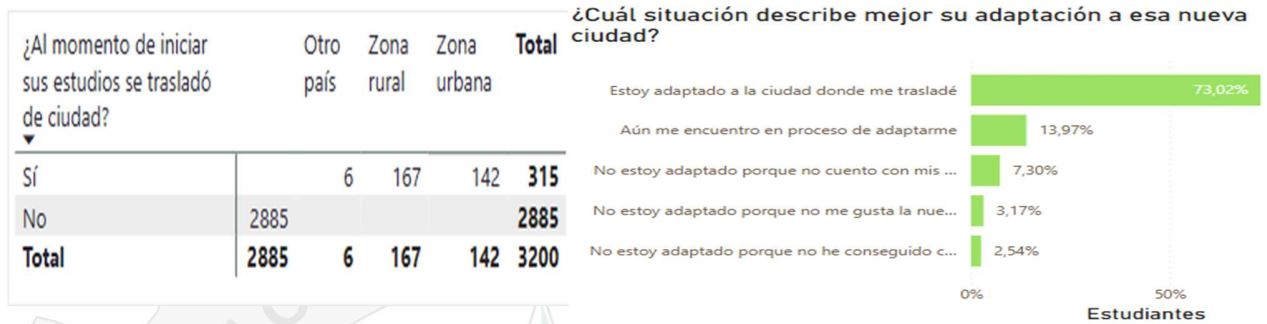 ¿Al momento de iniciar sus estudios se trasladó de ciudad? Otro país Zona rural Zona urbana Total
Sí 6 167 142 315
No 2885 2885
Total 2885 6 167 142 3200
¿Cuál situación describe mejor su adaptación a esa nueva
ciudad?
Estoy adaptado a la ciudad donde me trasladé 73,02%
Aún me encuentro en proceso de adaptarme 13,97%
No estoy adaptado porque no cuento con mis ... 7,30%
No estoy adaptado porque no me gusta la nue... 3,17%
No estoy adaptado porque no he conseguido c... 2,54%
0% 50%
Estudiantes